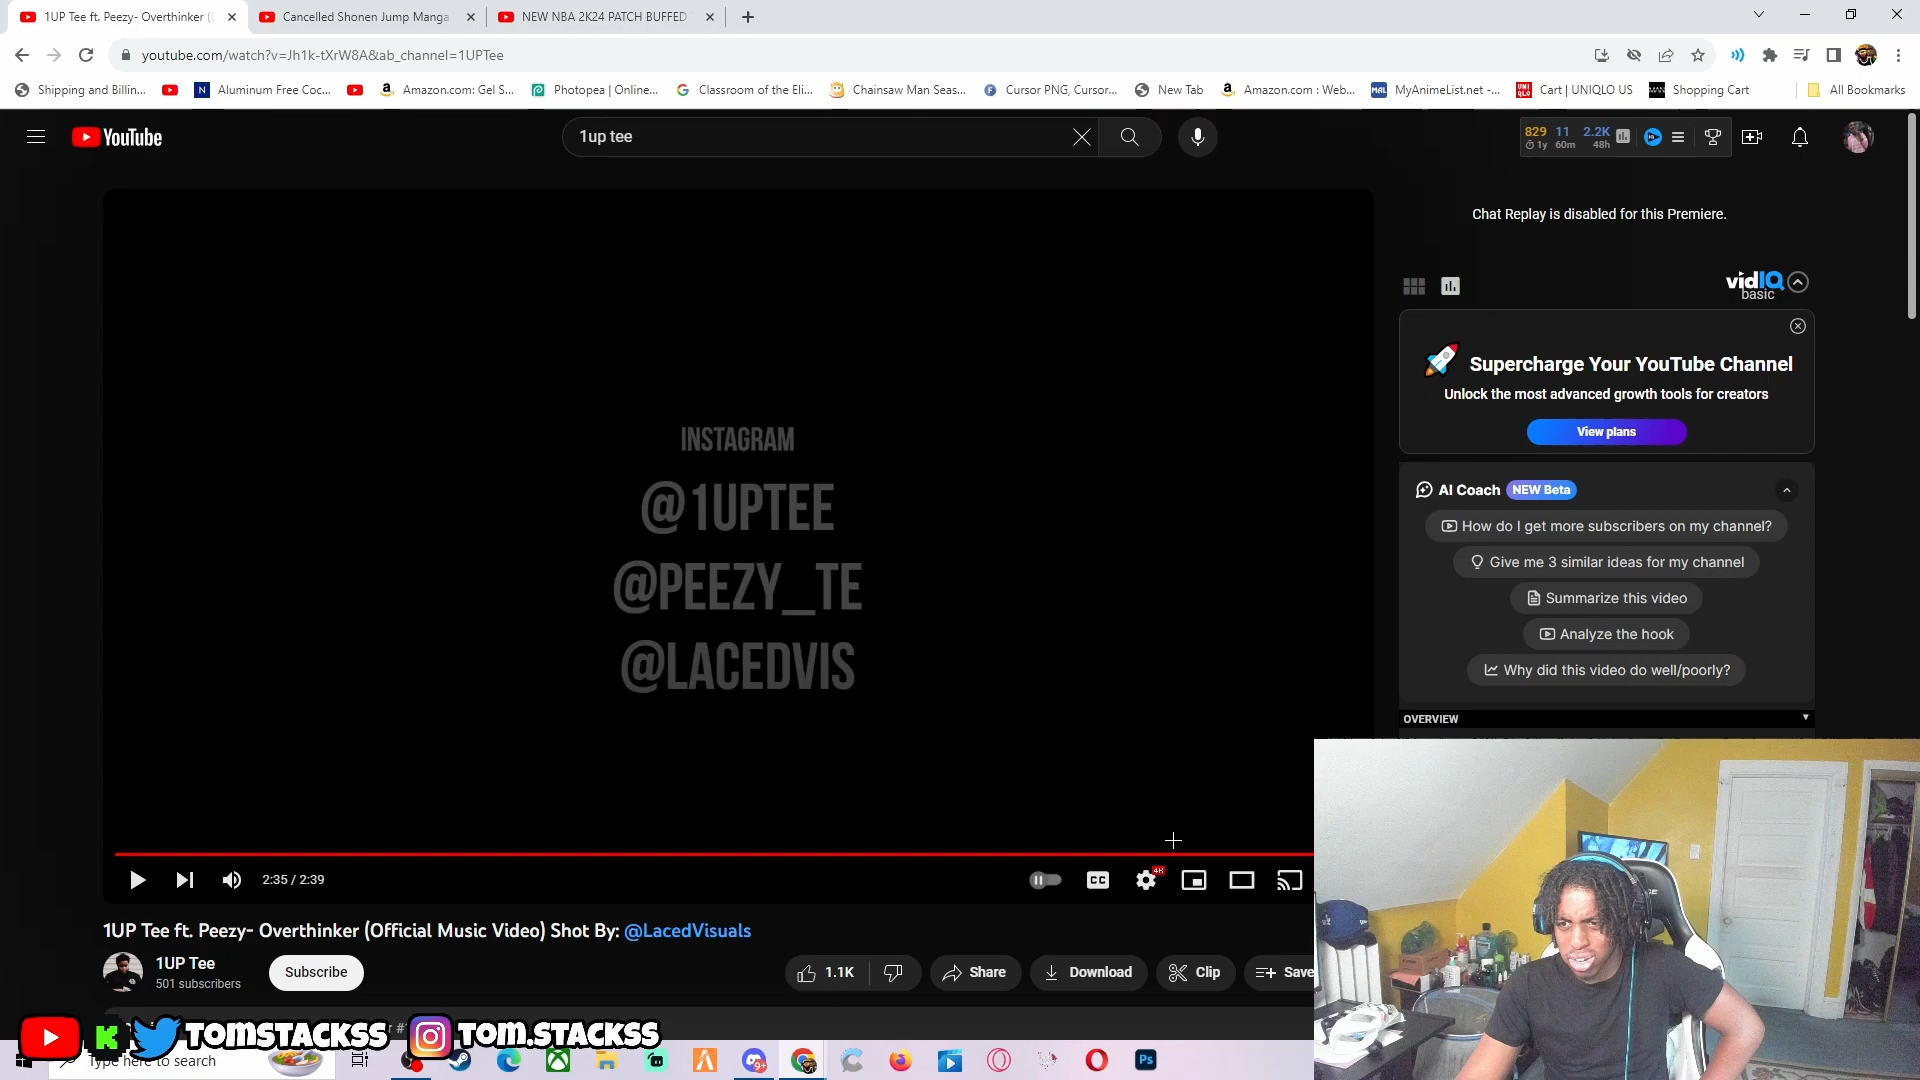 1UP Tee ft. Peezy- Overthinker (
Cancelled Shonen Jump Manga
NEW NBA 2K24 PATCH BUFFED
youtube.com/watch?v=Jh1k-tXrW8A&ab_channel=1UPTee
Shipping and Billin...
Aluminum Free Coc...
Amazon.com: Gel S...
Photopea | Online...
Classroom of the Eli...
Chainsaw Man Seas...
Cursor PNG, Cursor...
New Tab
Amazon.com : Web...
MyAnimeList.net -...
Cart | UNIQLO US
Shopping Cart
All Bookmarks
YouTube
1up tee
829 11 2.2K
1y 60m 48h
Chat Replay is disabled for this Premiere.
vidIQ
basic
Supercharge Your YouTube Channel
Unlock the most advanced growth tools for creators
View plans
AI Coach NEW Beta
How do I get more subscribers on my channel?
Give me 3 similar ideas for my channel
Summarize this video
Analyze the hook
Why did this video do well/poorly?
OVERVIEW
INSTAGRAM
@1UPTEE
@PEEZY_TE
@LACEDVIS
2:35 / 2:39
CC
4K
1UP Tee ft. Peezy- Overthinker (Official Music Video) Shot By: @LacedVisuals
1UP Tee
501 subscribers
Subscribe
1.1K
Share
Download
Clip
Save
TOMSTACKSS
TOM.STACKSS
Type here to search
Ps